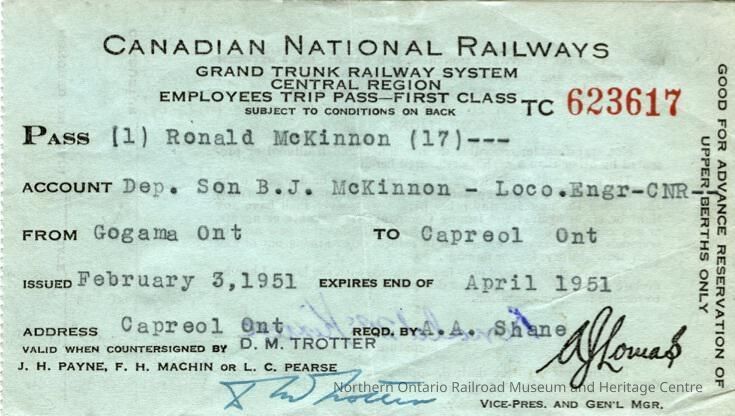 CANADIAN NATIONAL RAILWAYS
GRAND TRUNK RAILWAY SYSTEM
CENTRAL REGION
EMPLOYEES TRIP PASS—FIRST CLASS TC 623617
SUBJECT TO CONDITIONS ON BACK
PASS (1) Ronald McKinnon (17)---
ACCOUNT Dep. Son B.J. McKinnon - Loco.Engr-CNR-
FROM Gogama Ont TO Capreol Ont
ISSUED February 3,1951 EXPIRES END OF April 1951
ADDRESS Capreol Ont REQD. BY A.A. Shane
VALID WHEN COUNTERSIGNED BY D. M. TROTTER
J. H. PAYNE, F. H. MACHIN OR L. C. PEARSE
D M Trotter
AJLomas
VICE-PRES. AND GEN'L MGR.
GOOD FOR ADVANCE RESERVATION OF
UPPER BERTHS ONLY
Northern Ontario Railroad Museum and Heritage Centre